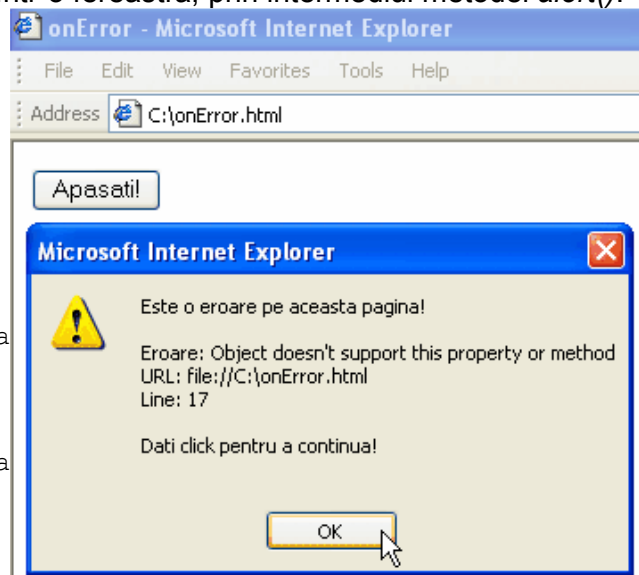 o fereastra, prin intermediul metodei alert().
onError - Microsoft Internet Explorer
File Edit View Favorites Tools Help
Address C:\onError.html
Apasati!
Microsoft Internet Explorer
Este o eroare pe aceasta pagina!
a
Eroare: Object doesn't support this property or method
URL: file://C:\onError.html
Line: 17
Dati click pentru a continua!
a
OK